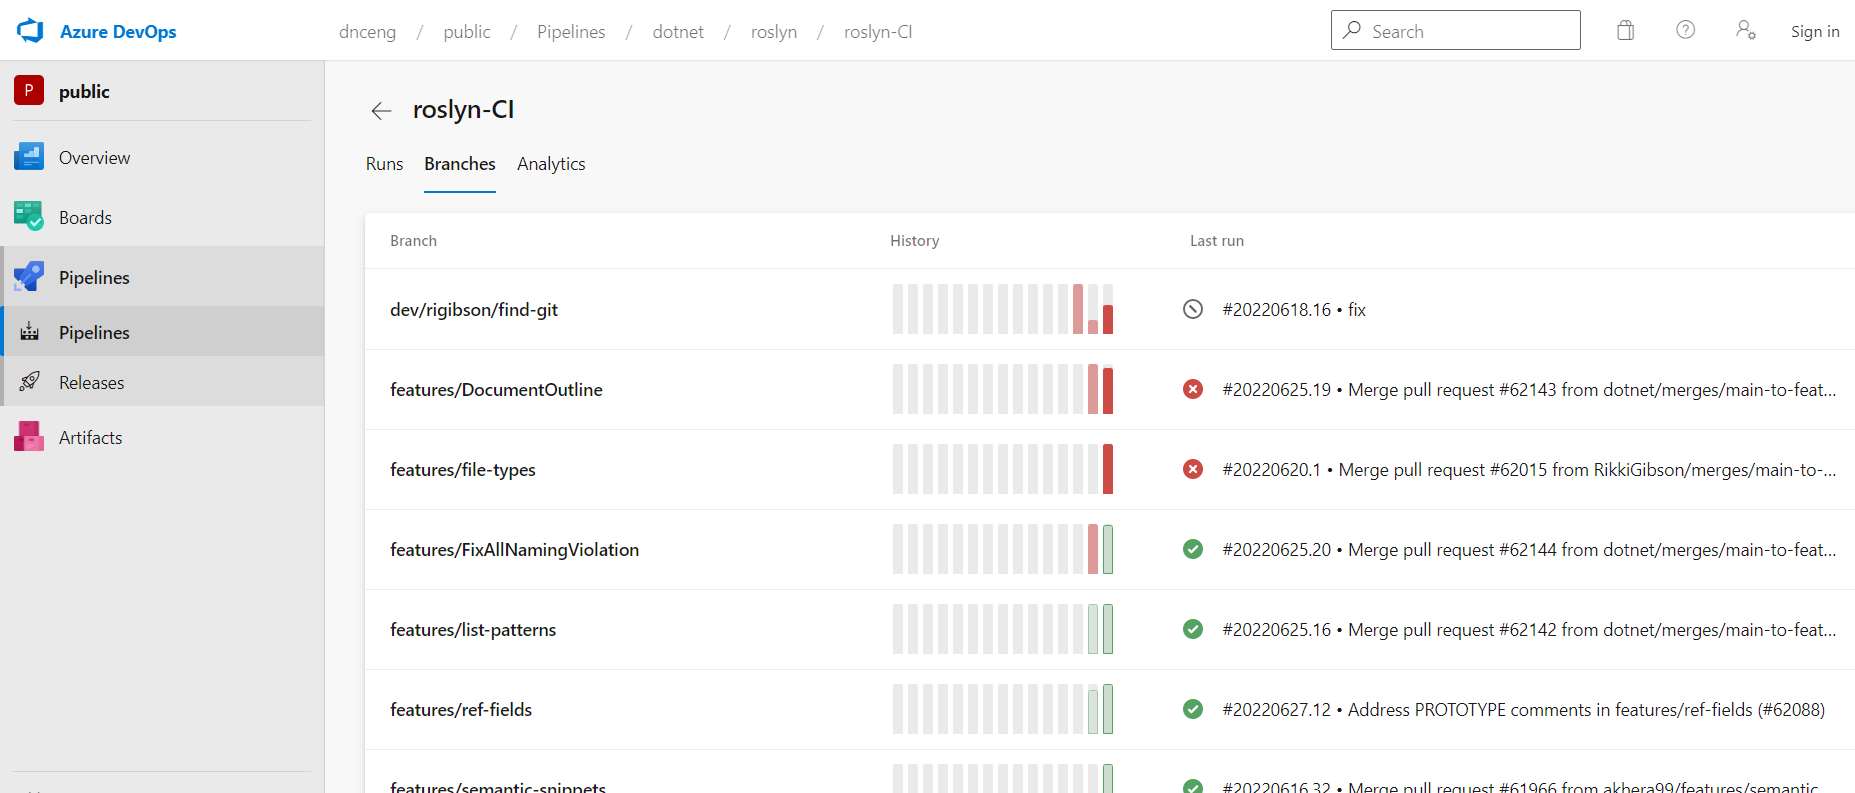 Azure DevOps
dnceng / public / Pipelines / dotnet / roslyn / roslyn-CI
Search
Sign in
P public
Overview
Boards
Pipelines
Pipelines
Releases
Artifacts
roslyn-CI
Runs Branches Analytics
Branch History Last run
dev/rigibson/find-git #20220618.16 • fix
features/DocumentOutline #20220625.19 • Merge pull request #62143 from dotnet/merges/main-to-feat...
features/file-types #20220620.1 • Merge pull request #62015 from RikkiGibson/merges/main-to-...
features/FixAllNamingViolation #20220625.20 • Merge pull request #62144 from dotnet/merges/main-to-feat...
features/list-patterns #20220625.16 • Merge pull request #62142 from dotnet/merges/main-to-feat...
features/ref-fields #20220627.12 • Address PROTOTYPE comments in features/ref-fields (#62088)
features/semantic-snippets #20220616.32 • Merge pull request #61966 from akhera99/features/semantic...